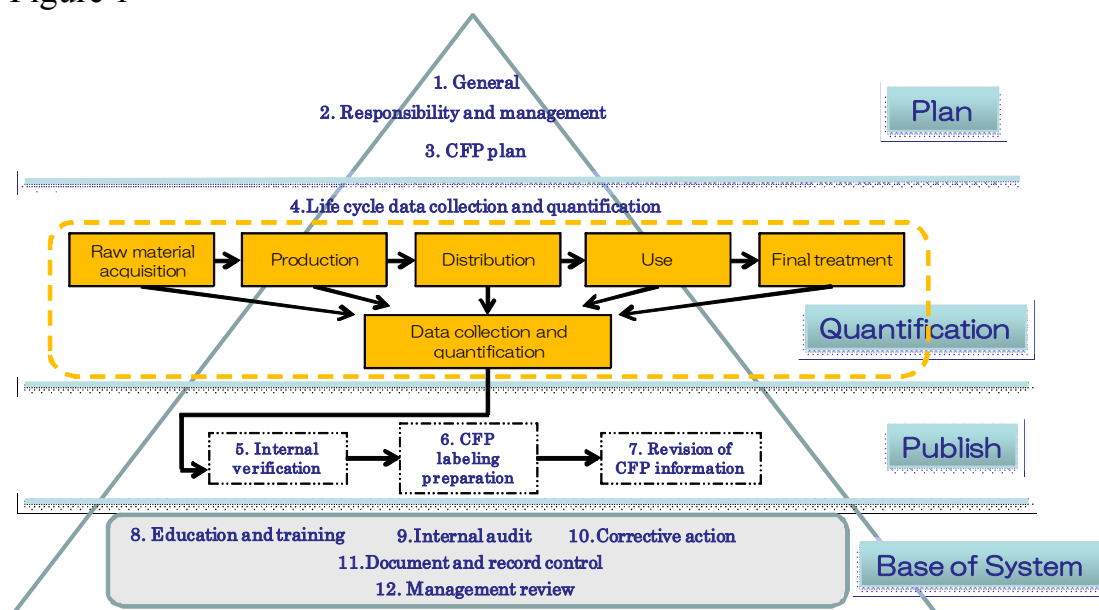 Figure 1
1. General
2. Responsibility and management
3. CFP plan
Plan
4.Life cycle data collection and quantification
Raw material
acquisition
Production
Distribution
Use
Final treatment
Data collection and
quantification
Quantification
5. Internal
verification
6. CFP
labeling
preparation
7. Revision of
CFP information
Publish
8. Education and training
9.Internal audit
10.Corrective action
11.Document and record control
12. Management review
Base of System